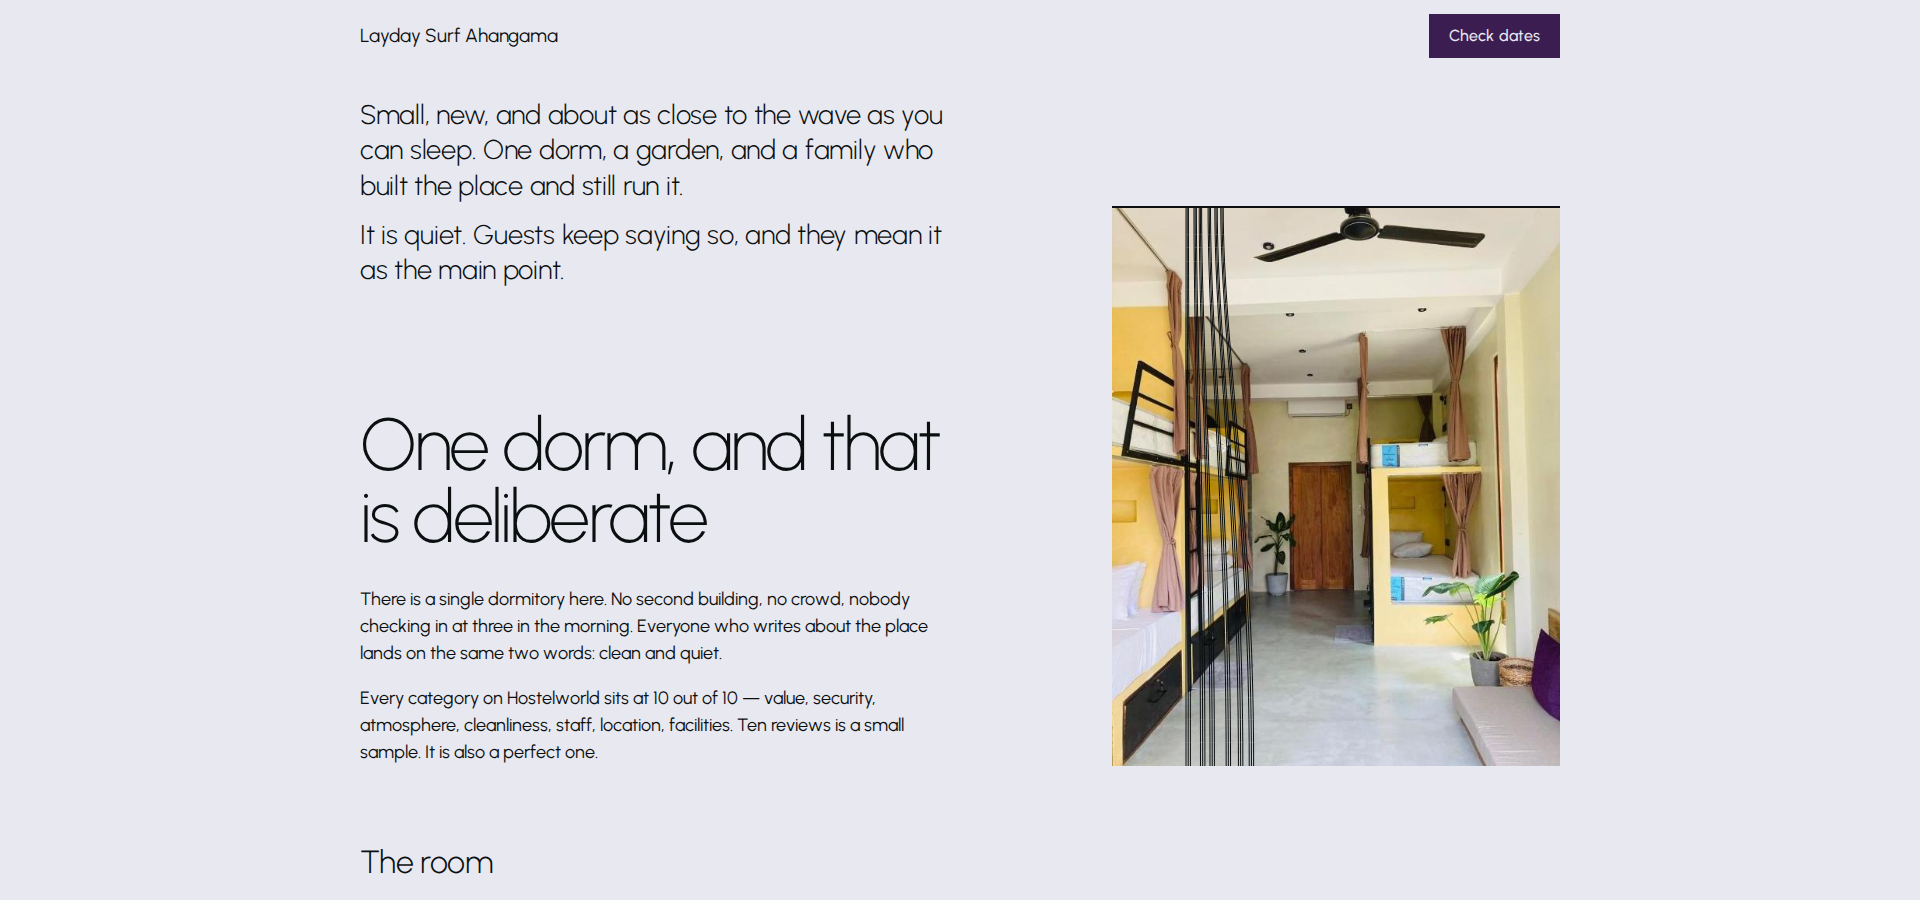 Layday Surf Ahangama
Check dates
Small, new, and about as close to the wave as you
can sleep. One dorm, a garden, and a family who
built the place and still run it.
It is quiet. Guests keep saying so, and they mean it
as the main point.
One dorm, and that
is deliberate
There is a single dormitory here. No second building, no crowd, nobody
checking in at three in the morning. Everyone who writes about the place
lands on the same two words: clean and quiet.
Every category on Hostelworld sits at 10 out of 10 — value, security,
atmosphere, cleanliness, staff, location, facilities. Ten reviews is a small
sample. It is also a perfect one.
The room